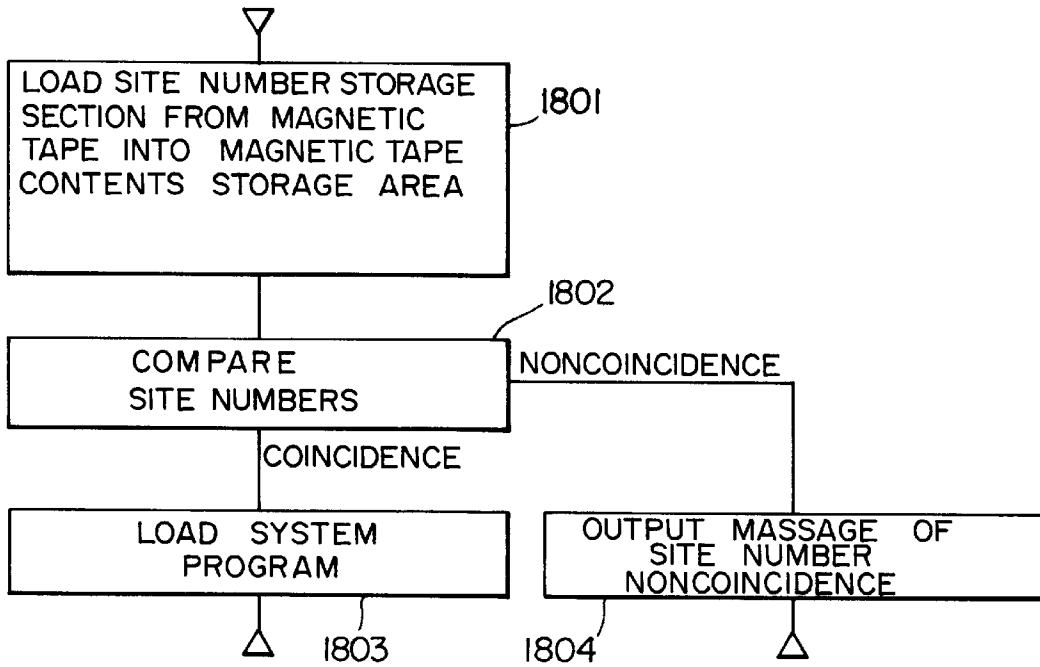 LOAD SITE NUMBER STORAGE
SECTION FROM MAGNETIC
TAPE INTO MAGNETIC TAPE
CONTENTS STORAGE AREA
1801
1802
COMPARE
SITE NUMBERS
NONCOINCIDENCE
COINCIDENCE
LOAD SYSTEM
PROGRAM
1803
OUTPUT MASSAGE OF
SITE NUMBER
NONCOINCIDENCE
1804